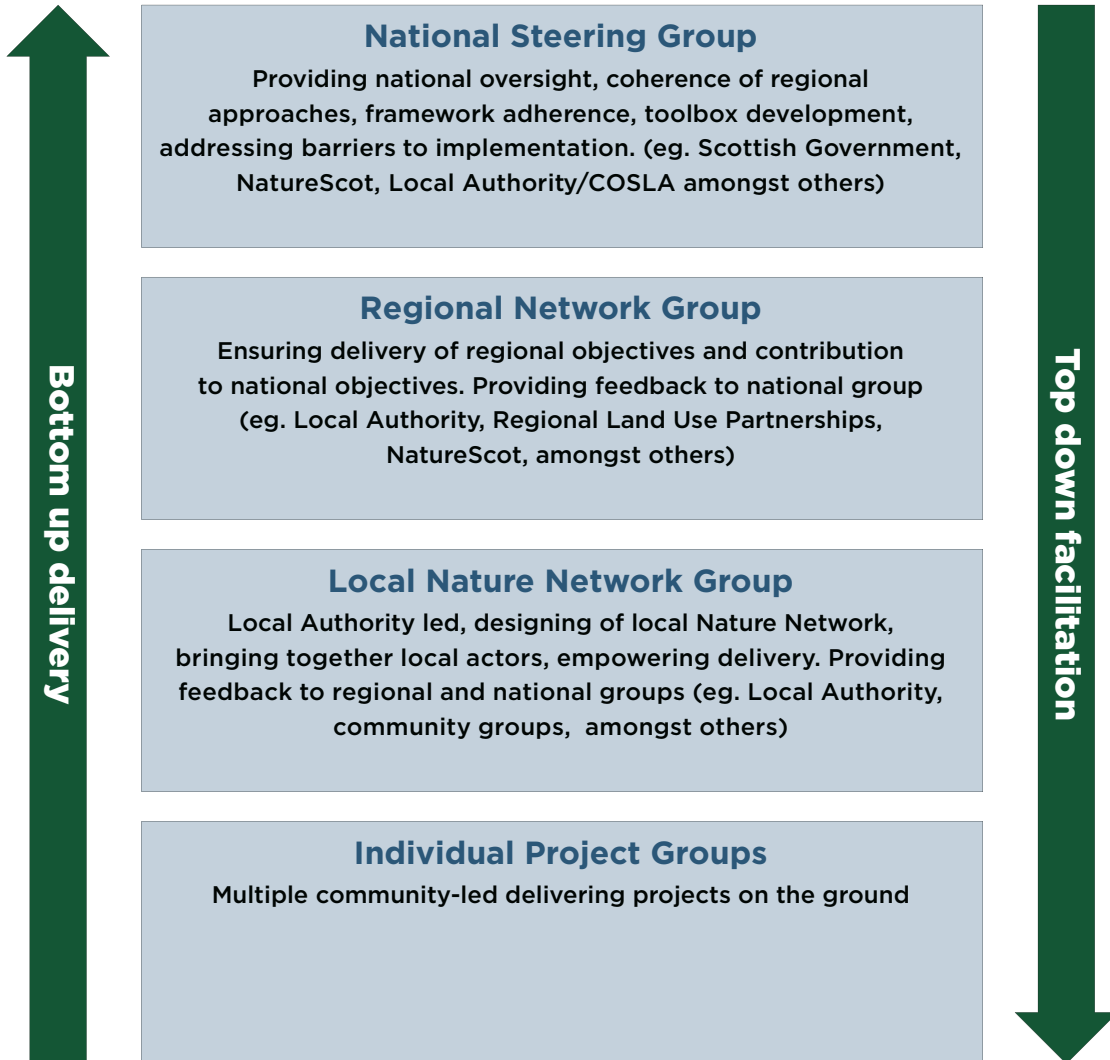 National Steering Group
Providing national oversight, coherence of regional
approaches, framework adherence, toolbox development,
addressing barriers to implementation. (eg. Scottish Government,
NatureScot, Local Authority/COSLA amongst others)
Regional Network Group
Ensuring delivery of regional objectives and contribution
to national objectives. Providing feedback to national group
(eg. Local Authority, Regional Land Use Partnerships,
NatureScot, amongst others)
Local Nature Network Group
Local Authority led, designing of local Nature Network,
bringing together local actors, empowering delivery. Providing
feedback to regional and national groups (eg. Local Authority,
community groups,  amongst others)
Individual Project Groups
Multiple community-led delivering projects on the ground
Bottom up delivery
Top down facilitation